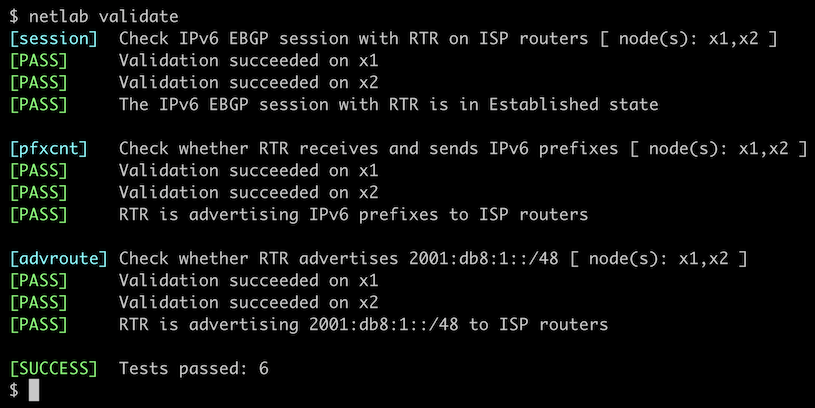 $ netlab validate
[session]  Check IPv6 EBGP session with RTR on ISP routers [ node(s): x1,x2 ]
[PASS]     Validation succeeded on x1
[PASS]     Validation succeeded on x2
[PASS]     The IPv6 EBGP session with RTR is in Established state

[pfxcnt]   Check whether RTR receives and sends IPv6 prefixes [ node(s): x1,x2 ]
[PASS]     Validation succeeded on x1
[PASS]     Validation succeeded on x2
[PASS]     RTR is advertising IPv6 prefixes to ISP routers

[advroute] Check whether RTR advertises 2001:db8:1::/48 [ node(s): x1,x2 ]
[PASS]     Validation succeeded on x1
[PASS]     Validation succeeded on x2
[PASS]     RTR is advertising 2001:db8:1::/48 to ISP routers

[SUCCESS]  Tests passed: 6
$